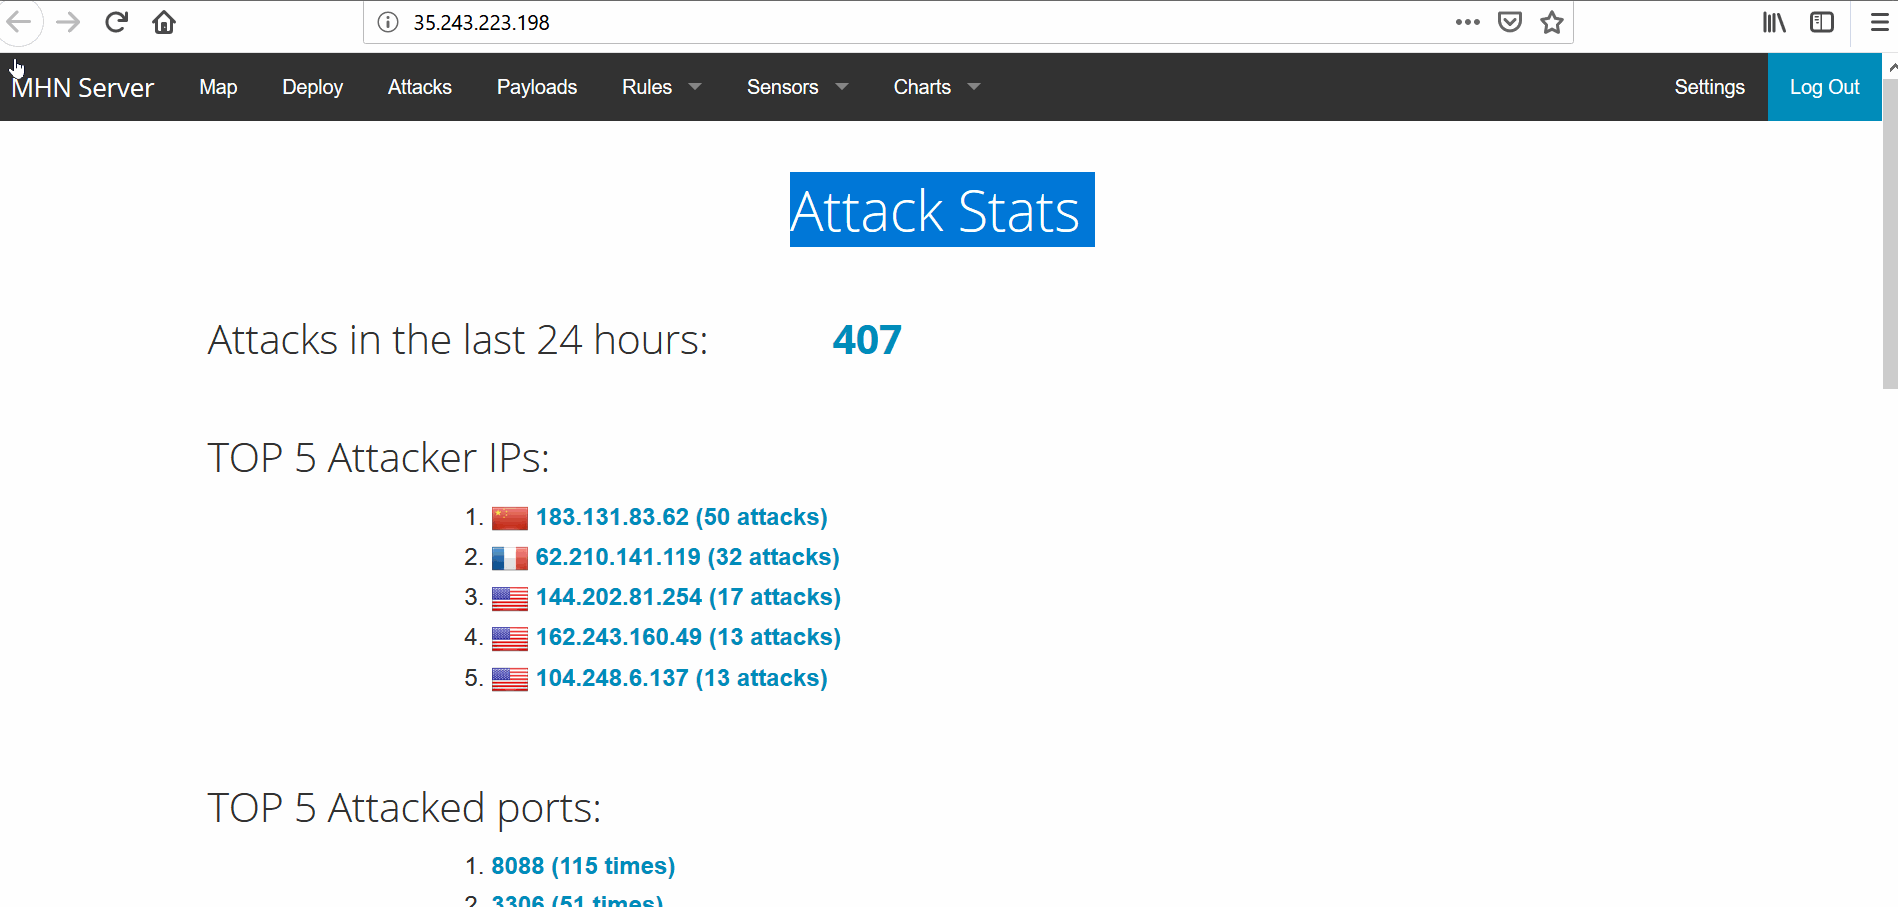 35.243.223.198
MHN Server Map Deploy Attacks Payloads Rules Sensors Charts Settings Log Out
Attack Stats
Attacks in the last 24 hours: 407
TOP 5 Attacker IPs:
1. 183.131.83.62 (50 attacks)
2. 62.210.141.119 (32 attacks)
3. 144.202.81.254 (17 attacks)
4. 162.243.160.49 (13 attacks)
5. 104.248.6.137 (13 attacks)
TOP 5 Attacked ports:
1. 8088 (115 times)
2. 3306 (51 times)